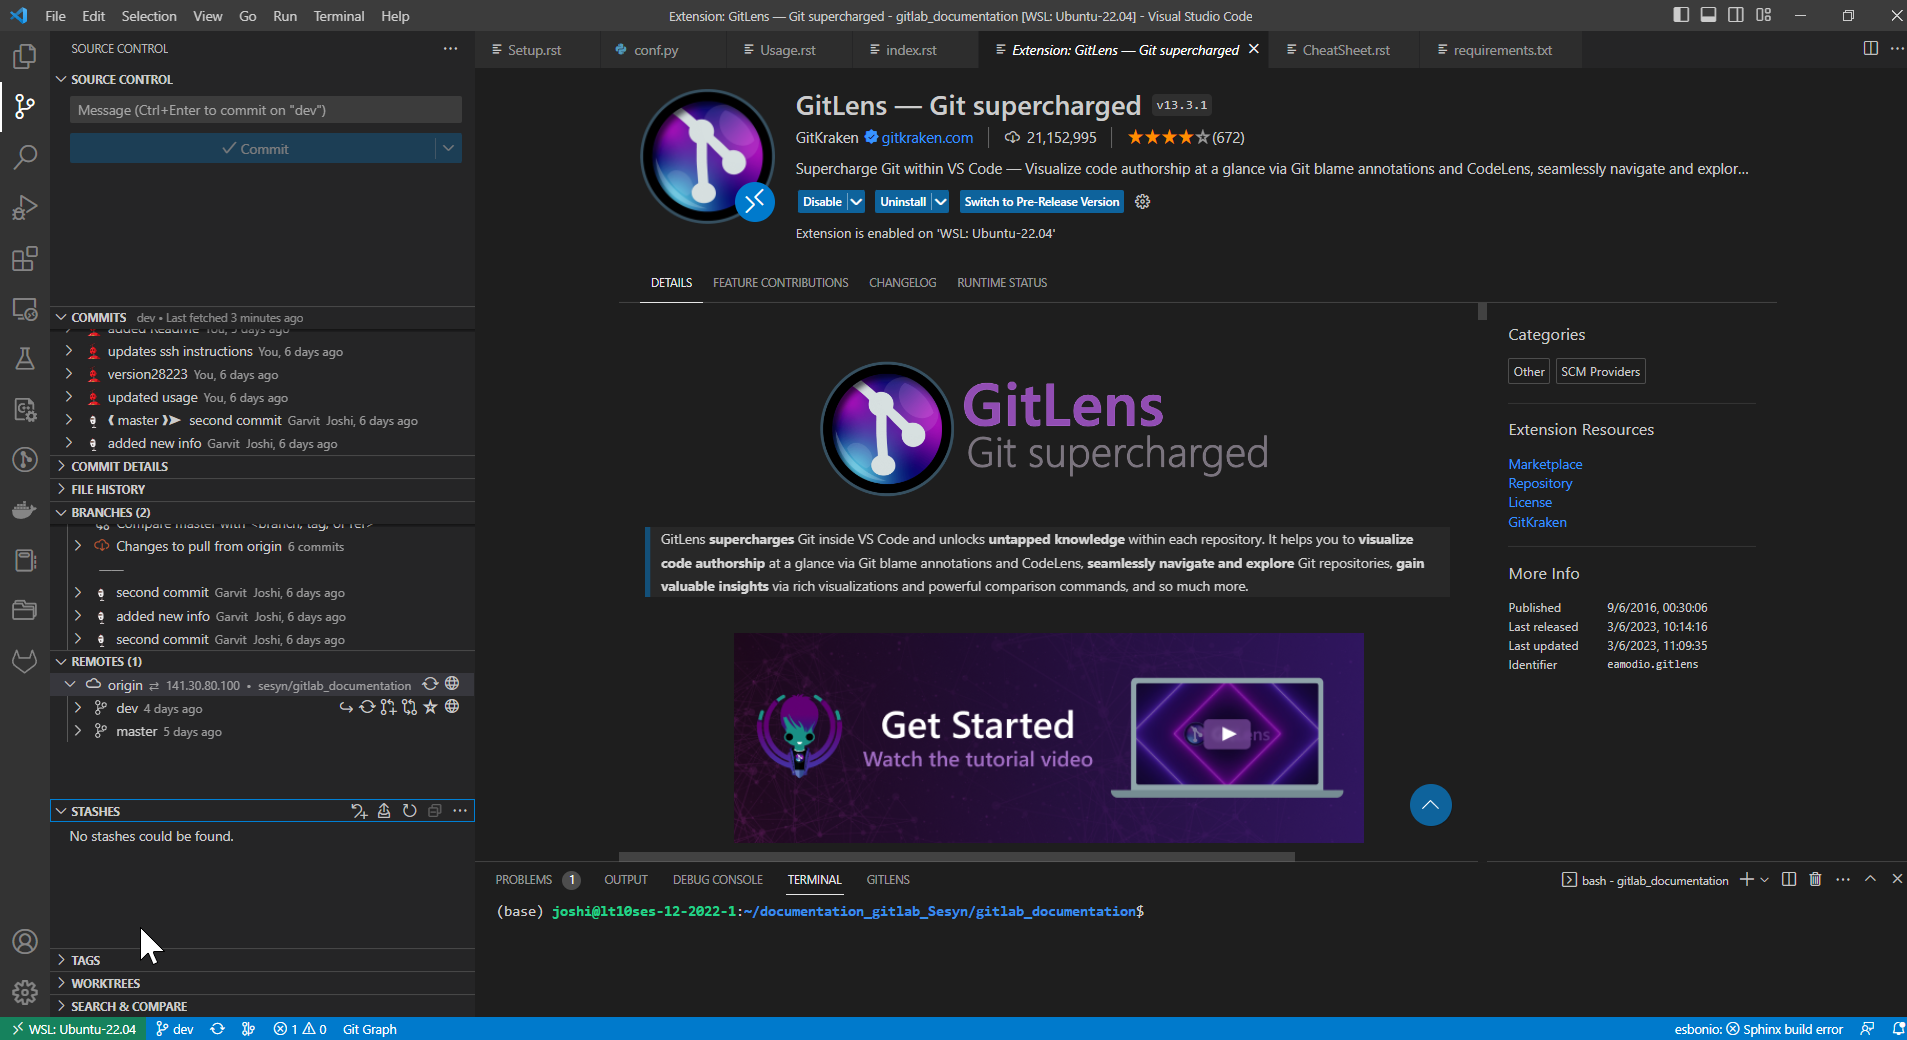 File Edit Selection View Go Run Terminal Help
Extension: GitLens — Git supercharged - gitlab_documentation [WSL: Ubuntu-22.04] - Visual Studio Code
SOURCE CONTROL
SOURCE CONTROL
Message (Ctrl+Enter to commit on "dev")
Commit
COMMITS dev • Last fetched 3 minutes ago
added ReadMe You, 5 days ago
updates ssh instructions You, 6 days ago
version28223 You, 6 days ago
updated usage You, 6 days ago
master second commit Garvit Joshi, 6 days ago
added new info Garvit Joshi, 6 days ago
COMMIT DETAILS
FILE HISTORY
BRANCHES (2)
Compare master with <branch, tag, or ref>
Changes to pull from origin 6 commits
second commit Garvit Joshi, 6 days ago
added new info Garvit Joshi, 6 days ago
second commit Garvit Joshi, 6 days ago
REMOTES (1)
origin ⇄ 141.30.80.100 • sesyn/gitlab_documentation
dev 4 days ago
master 5 days ago
STASHES
No stashes could be found.
TAGS
WORKTREES
SEARCH & COMPARE
Setup.rst conf.py Usage.rst index.rst Extension: GitLens — Git supercharged CheatSheet.rst requirements.txt
GitLens — Git supercharged v13.3.1
GitKraken gitkraken.com 21,152,995 (672)
Supercharge Git within VS Code — Visualize code authorship at a glance via Git blame annotations and CodeLens, seamlessly navigate and explor...
Disable Uninstall Switch to Pre-Release Version
Extension is enabled on 'WSL: Ubuntu-22.04'
DETAILS FEATURE CONTRIBUTIONS CHANGELOG RUNTIME STATUS
GitLens
Git supercharged
GitLens supercharges Git inside VS Code and unlocks untapped knowledge within each repository. It helps you to visualize
code authorship at a glance via Git blame annotations and CodeLens, seamlessly navigate and explore Git repositories, gain
valuable insights via rich visualizations and powerful comparison commands, and so much more.
Get Started
Watch the tutorial video
Categories
Other SCM Providers
Extension Resources
Marketplace
Repository
License
GitKraken
More Info
Published 9/6/2016, 00:30:06
Last released 3/6/2023, 10:14:16
Last updated 3/6/2023, 11:09:35
Identifier eamodio.gitlens
PROBLEMS 1 OUTPUT DEBUG CONSOLE TERMINAL GITLENS
bash - gitlab_documentation
(base) joshi@lt10ses-12-2022-1:~/documentation_gitlab_Sesyn/gitlab_documentation$
WSL: Ubuntu-22.04 dev 1 0 Git Graph
esbonio: Sphinx build error